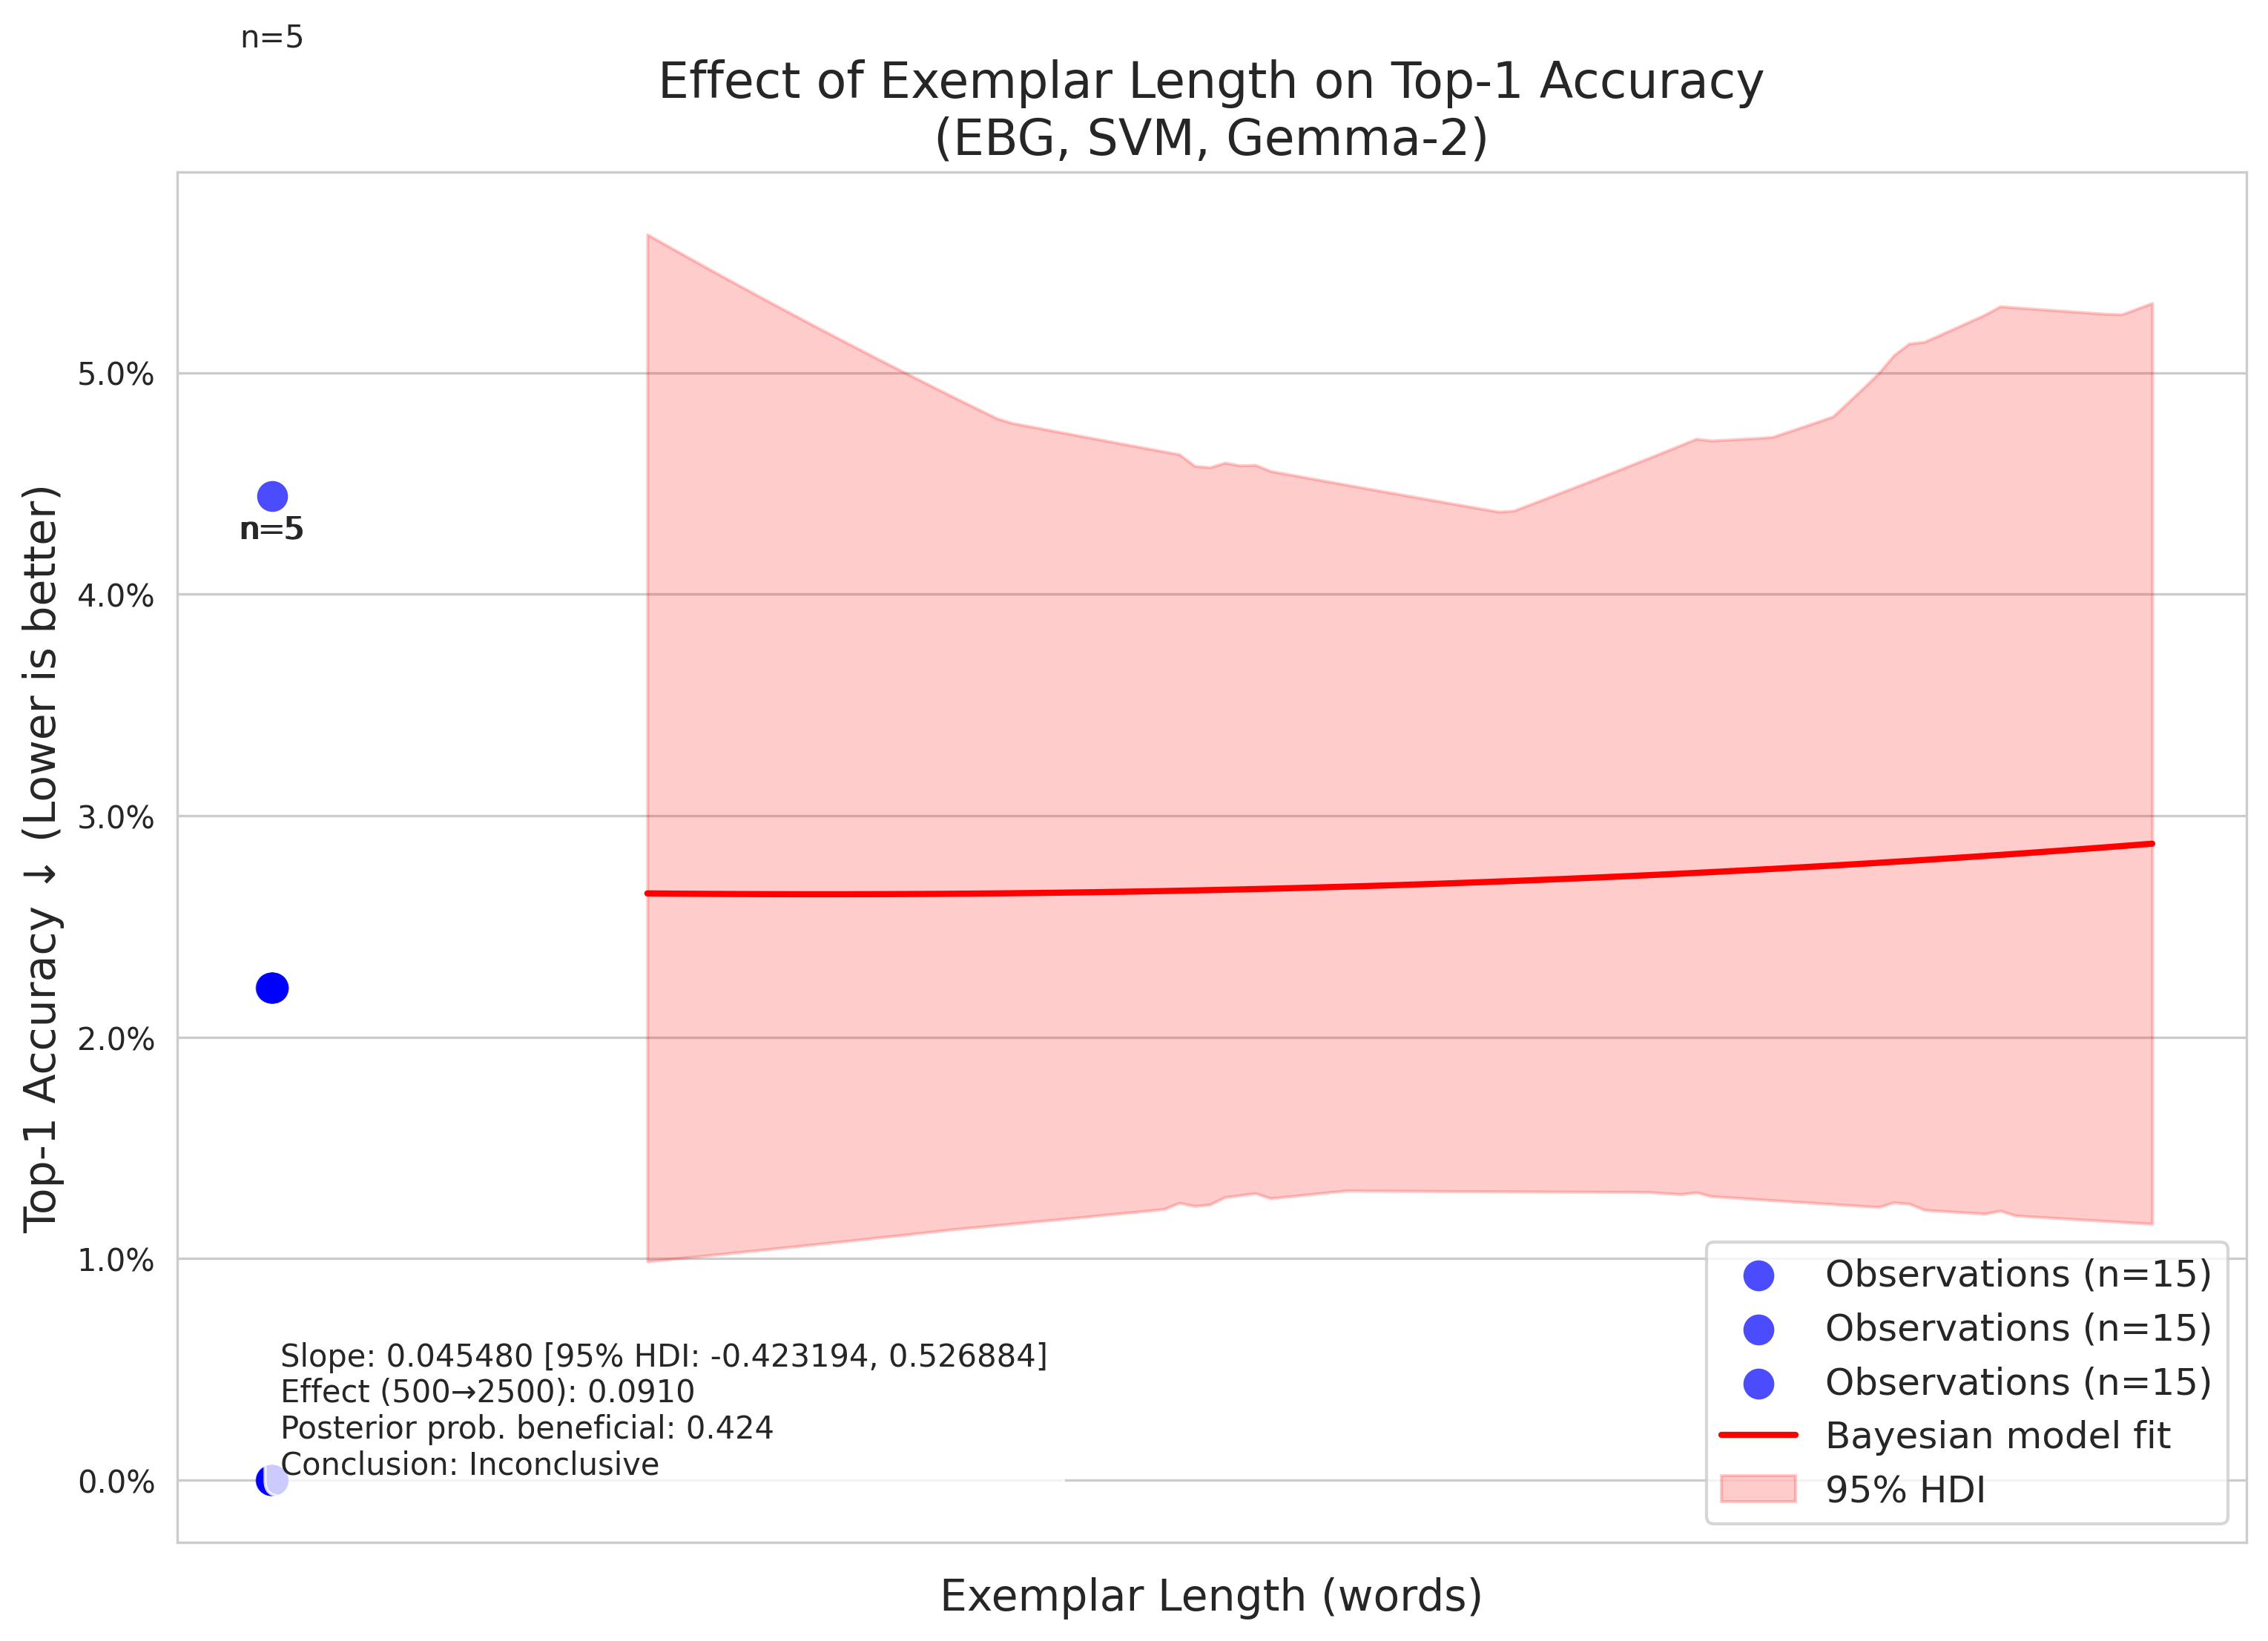 n=5
Effect of Exemplar Length on Top-1 Accuracy
(EBG, SVM, Gemma-2)
Top-1 Accuracy ↓ (Lower is better)
5.0%
4.0%
3.0%
2.0%
1.0%
0.0%
n=5
Slope: 0.045480 [95% HDI: -0.423194, 0.526884]
Effect (500→2500): 0.0910
Posterior prob. beneficial: 0.424
Conclusion: Inconclusive
Observations (n=15)
Observations (n=15)
Observations (n=15)
Bayesian model fit
95% HDI
Exemplar Length (words)